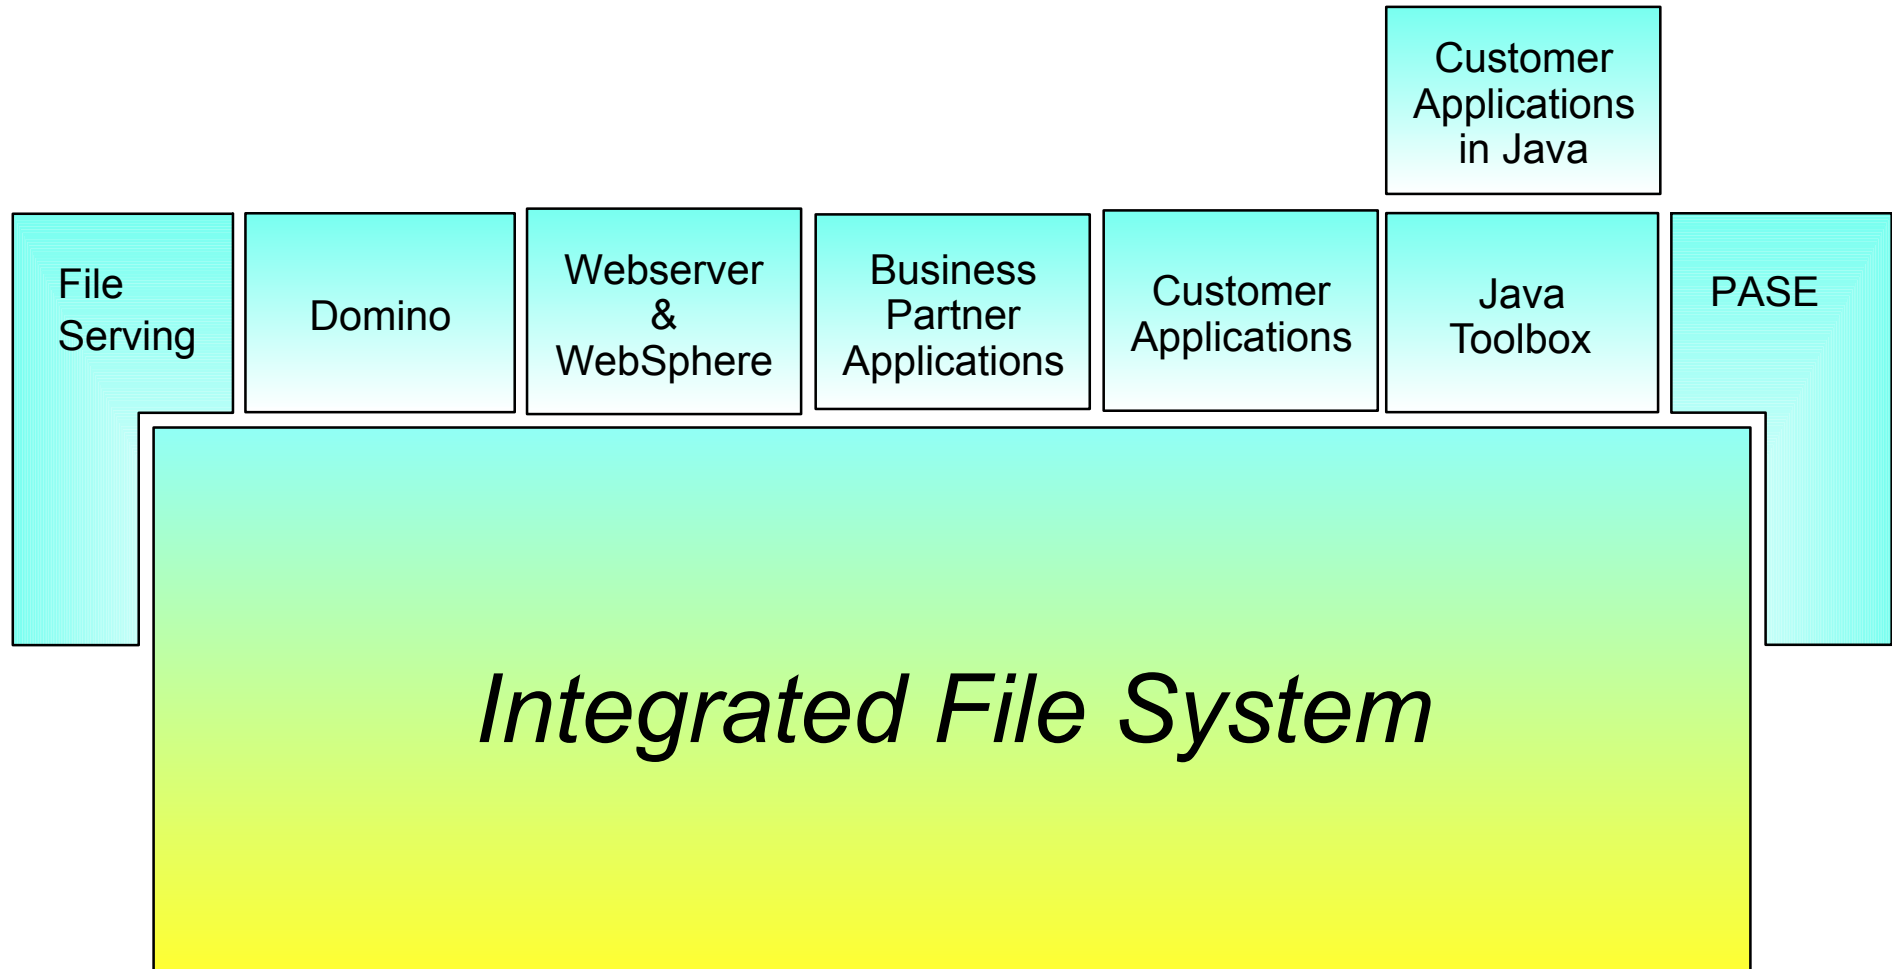 Customer
Applications
in Java
File
Serving
Domino
Webserver
&
WebSphere
Business
Partner
Applications
Customer
Applications
Java
Toolbox
PASE
Integrated File System